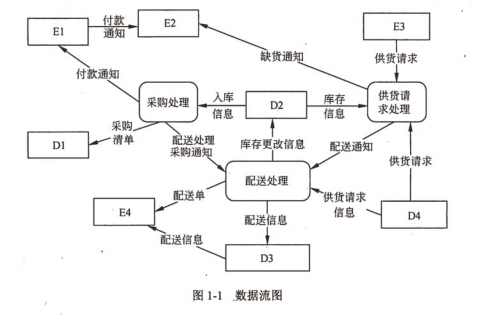 E1
付款
通知
E2
E3
付款通知
缺货通知
供货请求
采购处理
入库
信息
D2
库存
信息
供货请
求处理
D1
采购
清单
配送处理
采购通知
库存更改信息
配送通知
供货请求
配送处理
配送单
供货请求
信息
E4
配送信息
D4
配送信息
D3
图 1-1 数据流图